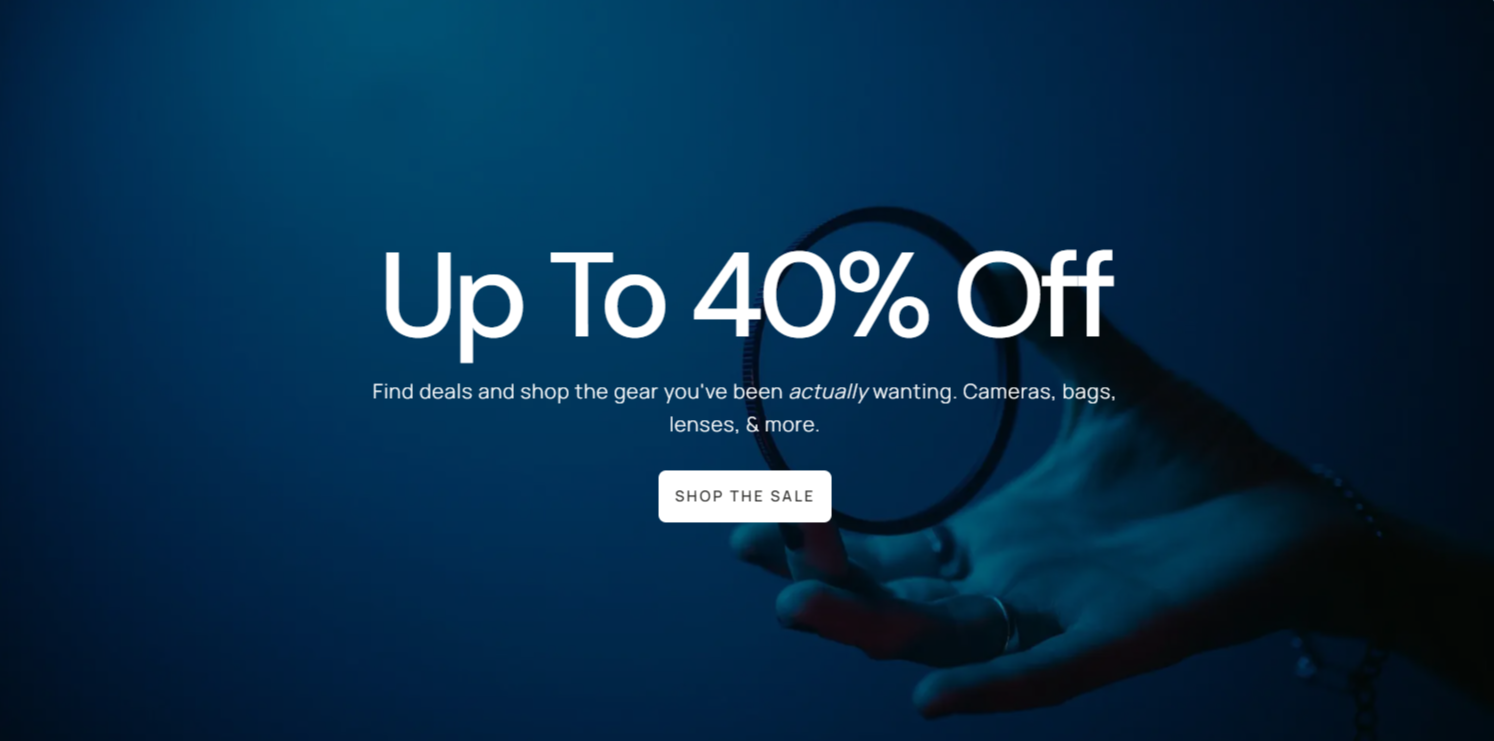 Up To 40% Off
Find deals and shop the gear you've been actually wanting. Cameras, bags,
lenses, & more.
SHOP THE SALE